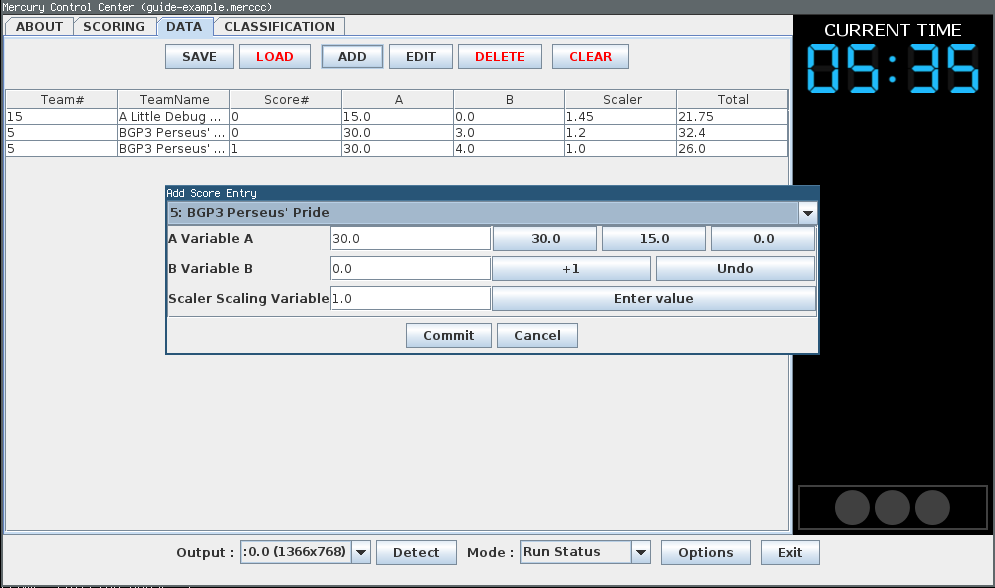 Mercury Control Center (guide-example.merccc)
ABOUT SCORING DATA CLASSIFICATION
CURRENT TIME
05:35
SAVE LOAD ADD EDIT DELETE CLEAR
Team# TeamName Score# A B Scaler Total
15 A Little Debug ... 0 15.0 0.0 1.45 21.75
5 BGP3 Perseus' ... 0 30.0 3.0 1.2 32.4
5 BGP3 Perseus' ... 1 30.0 4.0 1.0 26.0
Add Score Entry
5: BGP3 Perseus' Pride
A Variable A 30.0 30.0 15.0 0.0
B Variable B 0.0 +1 Undo
Scaler Scaling Variable 1.0 Enter value
Commit Cancel
Output : :0.0 (1366x768) Detect Mode : Run Status Options Exit